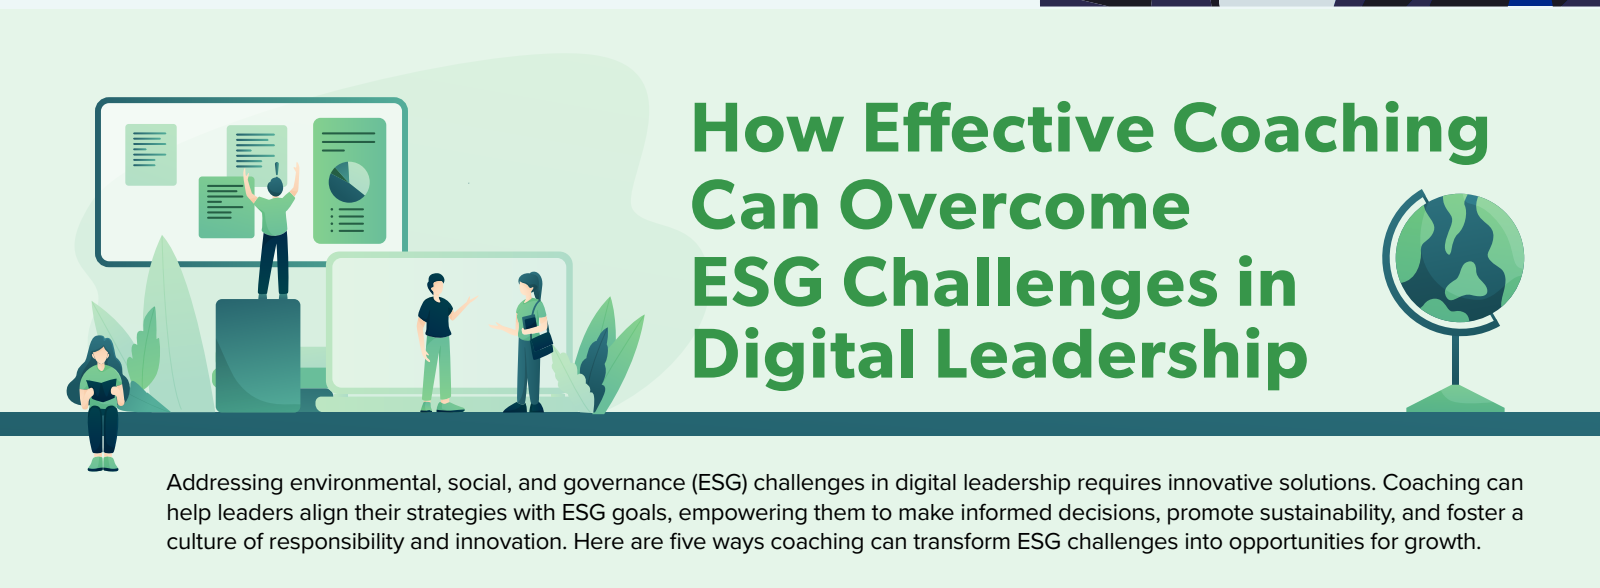 How Effective Coaching
Can Overcome
ESG Challenges in
Digital Leadership
Addressing environmental, social, and governance (ESG) challenges in digital leadership requires innovative solutions. Coaching can
help leaders align their strategies with ESG goals, empowering them to make informed decisions, promote sustainability, and foster a
culture of responsibility and innovation. Here are five ways coaching can transform ESG challenges into opportunities for growth.